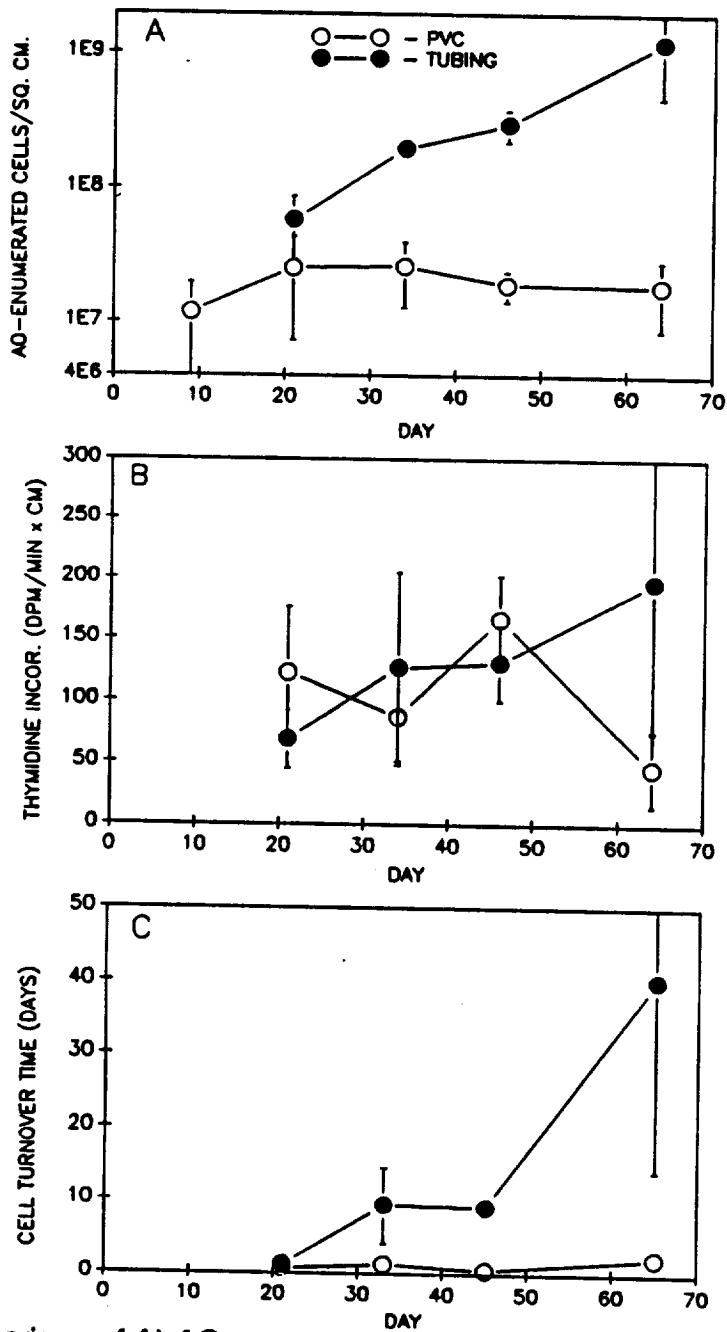 A
○—○ - PVC
●—● - TUBING
AO-ENUMERATED CELLS/SQ. CM.
1E9
1E8
1E7
4E6
0 10 20 30 40 50 60 70
DAY
B
THYMIDINE INCOR. (DPM/MIN x CM)
300
250
200
150
100
50
0
0 10 20 30 40 50 60 70
DAY
C
CELL TURNOVER TIME (DAYS)
50
40
30
20
10
0
0 10 20 30 40 50 60 70
DAY